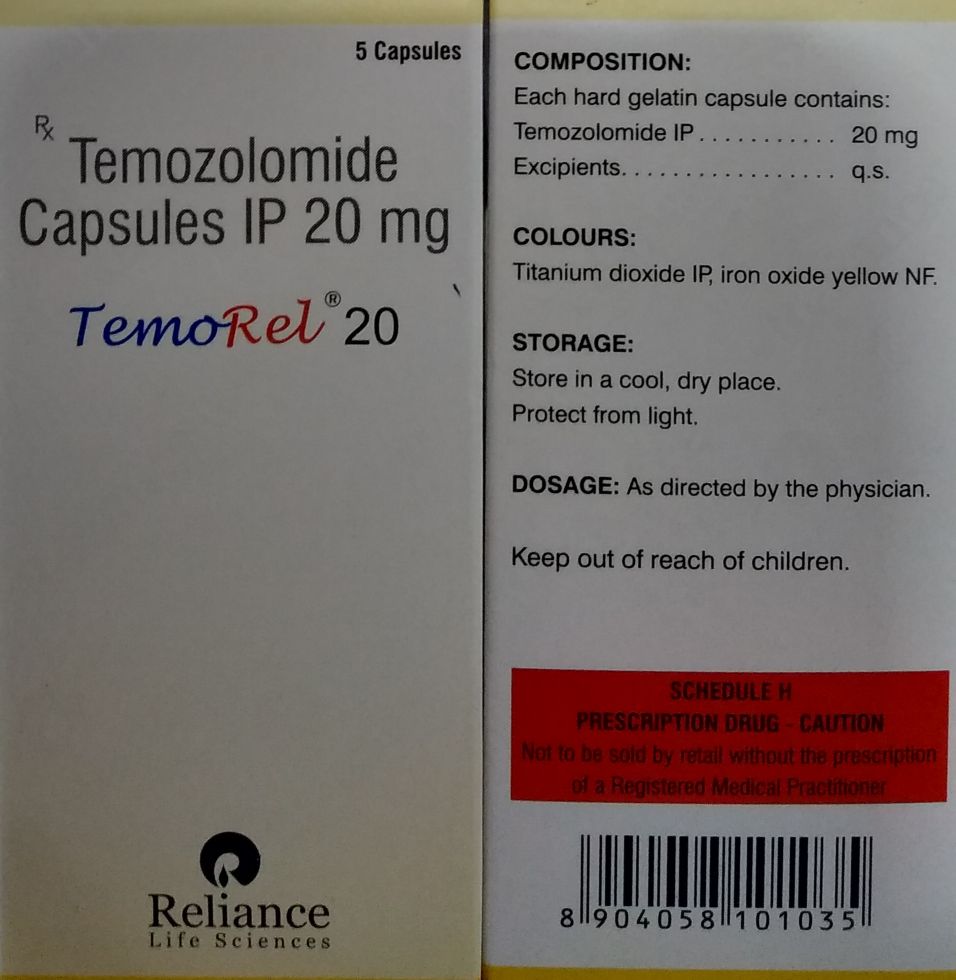 5 Capsules
Rx
Temozolomide
Capsules IP 20 mg
TemoRel® 20
Reliance
Life Sciences
COMPOSITION:
Each hard gelatin capsule contains:
Temozolomide IP . . . . . . . . . . . 20 mg
Excipients. . . . . . . . . . . . . . . . . q.s.
COLOURS:
Titanium dioxide IP, iron oxide yellow NF.
STORAGE:
Store in a cool, dry place.
Protect from light.
DOSAGE: As directed by the physician.
Keep out of reach of children.
SCHEDULE H
PRESCRIPTION DRUG - CAUTION
Not to be sold by retail without the prescription
of a Registered Medical Practitioner
8 904058 101035